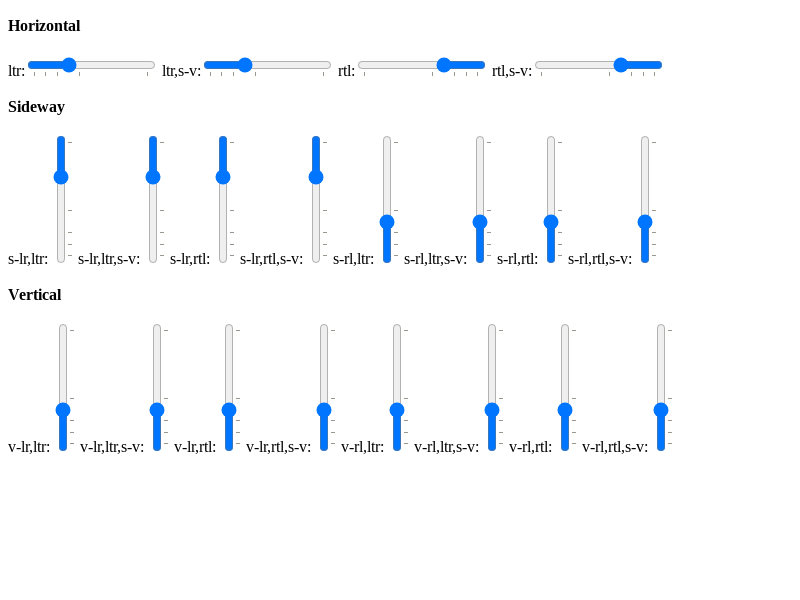 Horizontal
ltr: ltr,s-v: rtl: rtl,s-v:
Sideway
s-lr,ltr: s-lr,ltr,s-v: s-lr,rtl: s-lr,rtl,s-v: s-rl,ltr: s-rl,ltr,s-v: s-rl,rtl: s-rl,rtl,s-v:
Vertical
v-lr,ltr: v-lr,ltr,s-v: v-lr,rtl: v-lr,rtl,s-v: v-rl,ltr: v-rl,ltr,s-v: v-rl,rtl: v-rl,rtl,s-v: